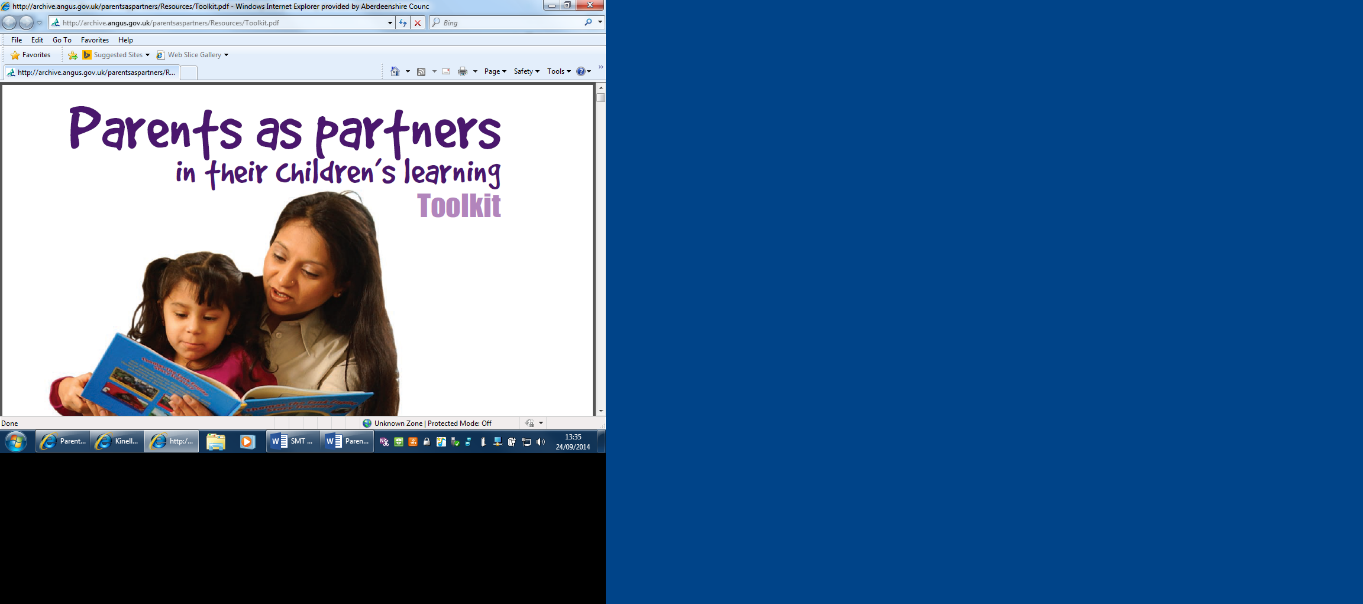 http://archive.angus.gov.uk/parentsaspartners/Resources/Toolkit.pdf - Windows Internet Explorer provided by Aberdeenshire Counc
http://archive.angus.gov.uk/parentsaspartners/Resources/Toolkit.pdf
Bing
File Edit Go To Favorites Help
Favorites Suggested Sites Web Slice Gallery
http://archive.angus.gov.uk/parentsaspartners/R... Page Safety Tools
Parents as partners
in their children's learning
Toolkit
Done Unknown Zone | Protected Mode: Off
Parent... Kinell... http:/... SMT ... Paren... 13:35
24/09/2014